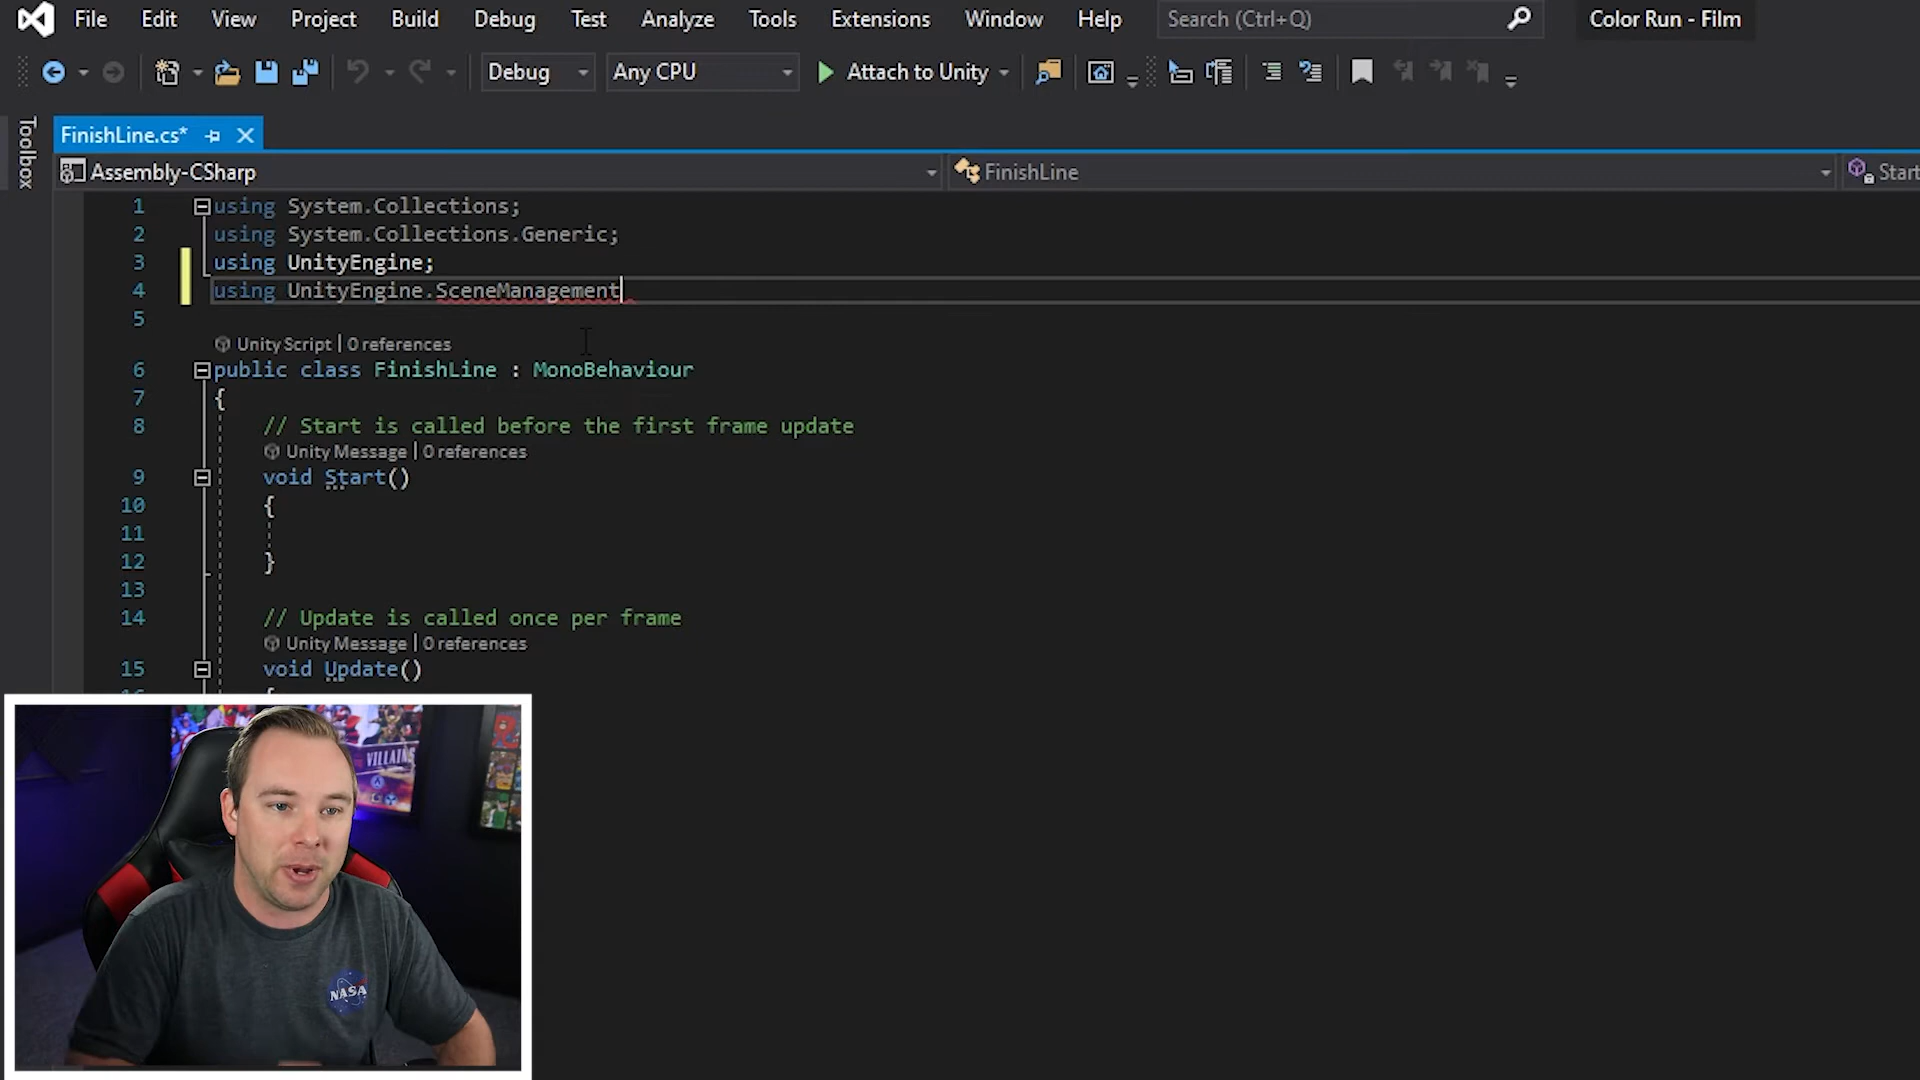 File Edit View Project Build Debug Test Analyze Tools Extensions Window Help Search (Ctrl+Q) Color Run - Film
Debug Any CPU Attach to Unity
Toolbox
FinishLine.cs*
Assembly-CSharp FinishLine Start
1 using System.Collections;
2 using System.Collections.Generic;
3 using UnityEngine;
4 using UnityEngine.SceneManagement
5
Unity Script | 0 references
6 public class FinishLine : MonoBehaviour
7 {
8 // Start is called before the first frame update
Unity Message | 0 references
9 void Start()
10 {
11
12 }
13
14 // Update is called once per frame
Unity Message | 0 references
15 void Update()
{
VILLAINS
NASA